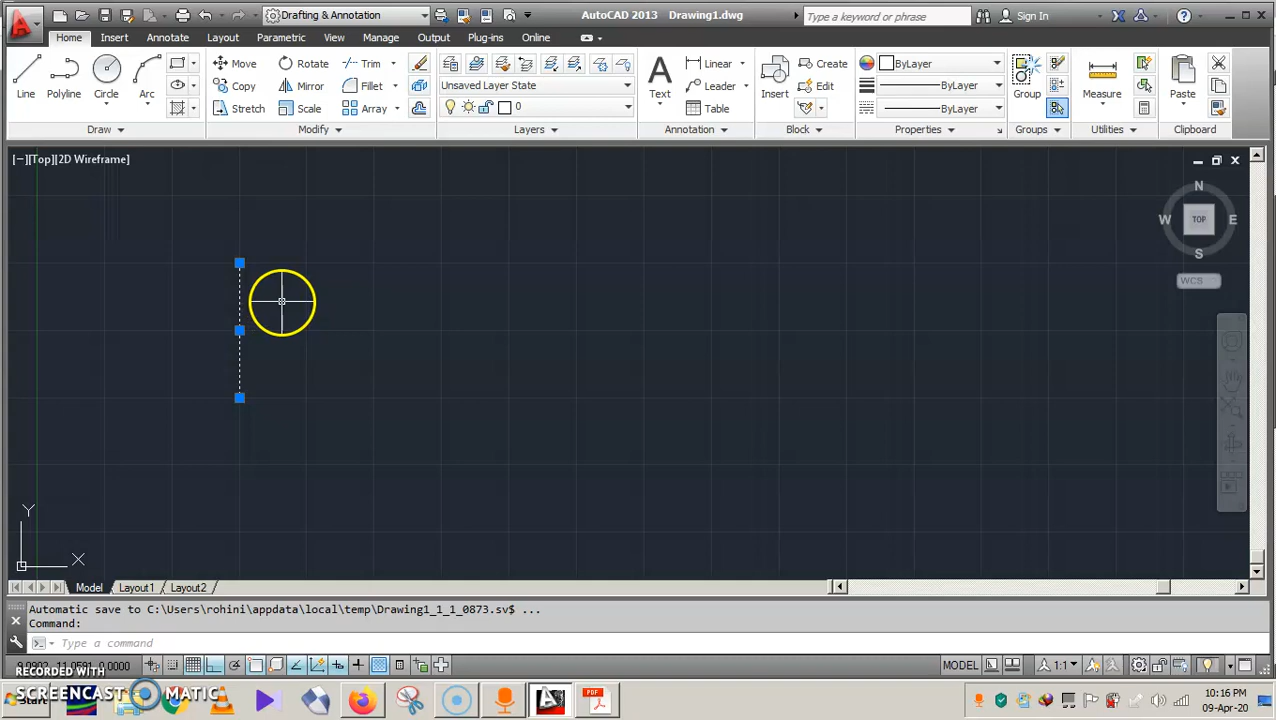 Drafting & Annotation
AutoCAD 2013 Drawing1.dwg
Type a keyword or phrase
Sign In
Home Insert Annotate Layout Parametric View Manage Output Plug-ins Online
Line
Polyline
Circle
Arc
Draw
Move
Rotate
Trim
Copy
Mirror
Fillet
Stretch
Scale
Array
Modify
Unsaved Layer State
0
Layers
Text
Linear
Leader
Table
Annotation
Insert
Create
Edit
Block
ByLayer
ByLayer
ByLayer
Properties
Group
Groups
Measure
Utilities
Paste
Clipboard
[−][Top][2D Wireframe]
N
W TOP E
S
WCS
Y
X
Model Layout1 Layout2
Automatic save to C:\Users\rohini\appdata\local\temp\Drawing1_1_1_0873.sv$ ...
Command:
Type a command
MODEL
1:1
RECORDED WITH
SCREENCAST MATIC
Start
PDF
10:16 PM
09-Apr-20